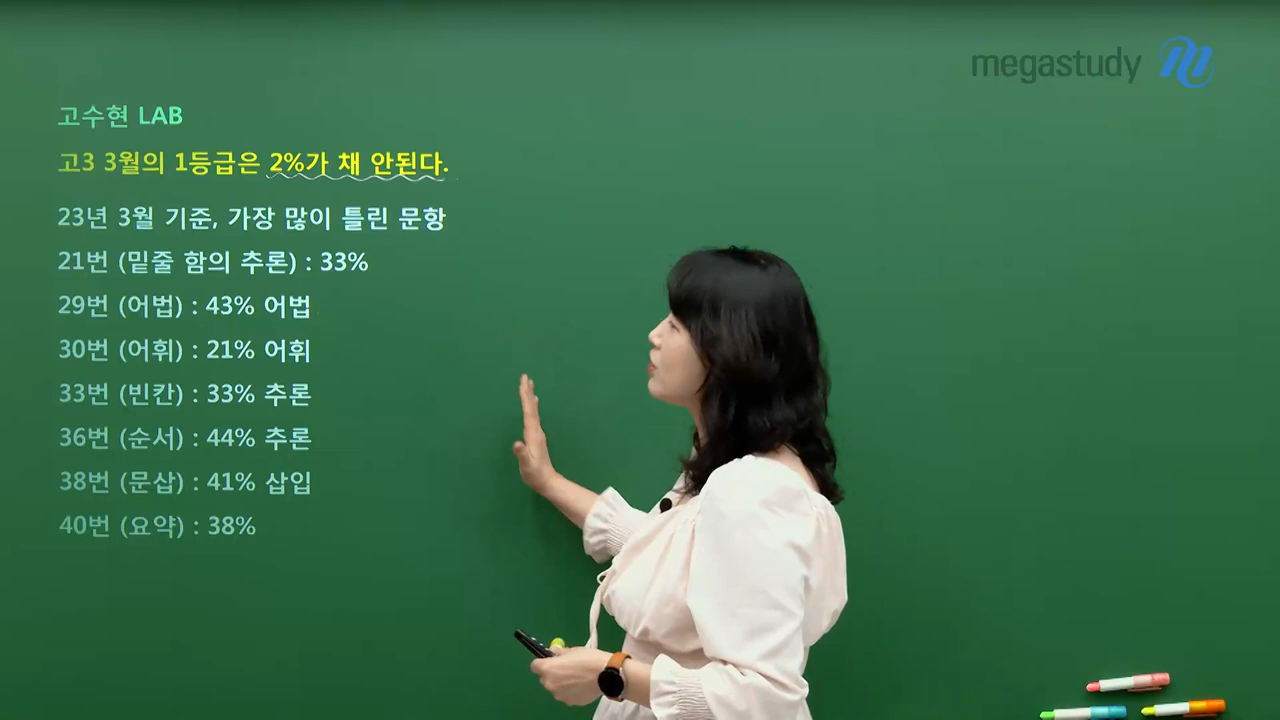 megastudy
고수현 LAB
고3 3월의 1등급은 2%가 채 안된다.
23년 3월 기준, 가장 많이 틀린 문항
21번 (밑줄 함의 추론) : 33%
29번 (어법) : 43% 어법
30번 (어휘) : 21% 어휘
33번 (빈칸) : 33% 추론
36번 (순서) : 44% 추론
38번 (문삽) : 41% 삽입
40번 (요약) : 38%